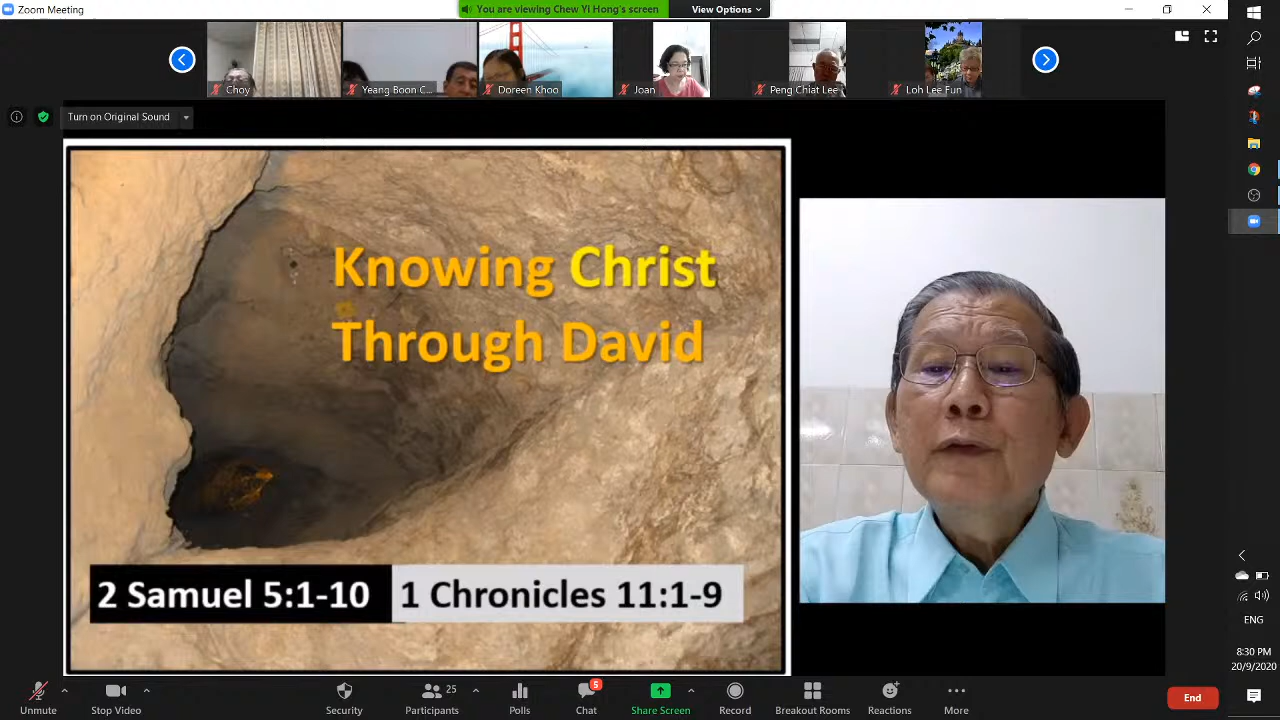 Zoom Meeting
You are viewing Chew Yi Hong's screen
View Options
Choy
Yeang Boon C...
Doreen Khoo
Joan
Peng Chiat Lee
Loh Lee Fun
Turn on Original Sound
Knowing Christ
Through David
2 Samuel 5:1-10
1 Chronicles 11:1-9
ENG
8:30 PM
20/9/2020
Unmute
Stop Video
Security
Participants
25
Polls
Chat
5
Share Screen
Record
Breakout Rooms
Reactions
More
End